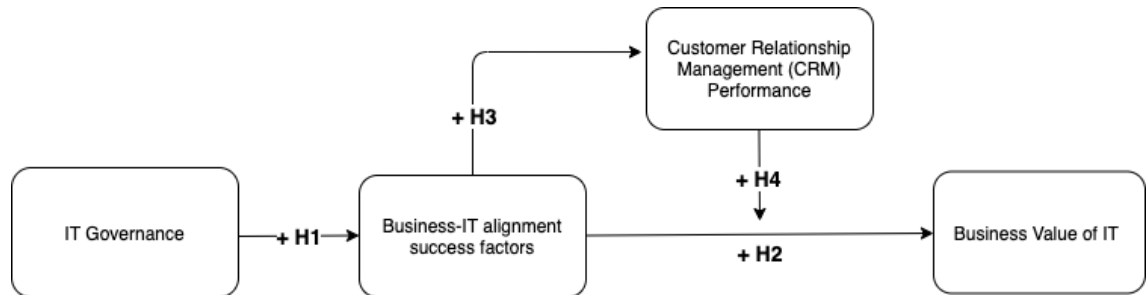 Customer Relationship
Management (CRM)
Performance
+ H3
+ H4
IT Governance
+ H1
Business-IT alignment
success factors
+ H2
Business Value of IT